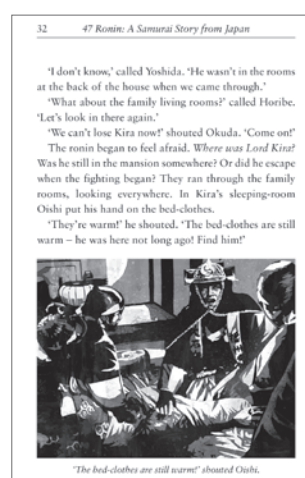 32 47 Ronin: A Samurai Story from Japan
‘I don’t know,’ called Yoshida. ‘He wasn’t in the rooms
at the back of the house when we came through.’
‘What about the family living rooms?’ called Horibe.
‘Let’s look in there again.’
‘We can’t lose Kira now!’ shouted Okuda. ‘Come on!’
The ronin began to feel afraid. Where was Lord Kira?
Was he still in the mansion somewhere? Or did he escape
when the fighting began? They ran through the family
rooms, looking everywhere. In Kira’s sleeping-room
Oishi put his hand on the bed-clothes.
‘They’re warm!’ he shouted. ‘The bed-clothes are still
warm – he was here not long ago! Find him!’
‘The bed-clothes are still warm!’ shouted Oishi.